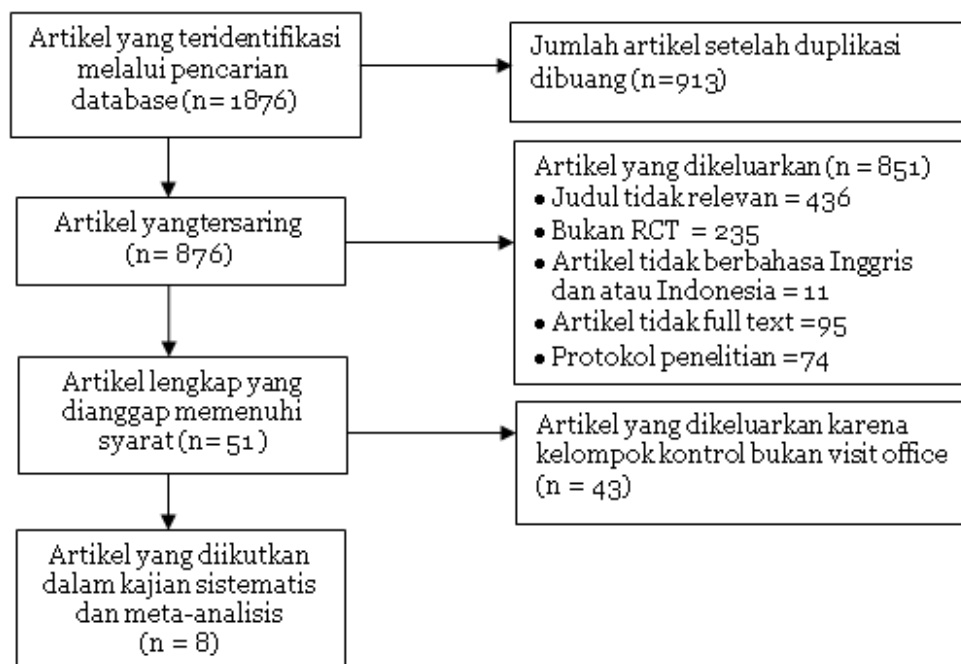 Artikel yang teridentifikasi
melalui pencarian
database (n= 1876)
Jumlah artikel setelah duplikasi
dibuang (n=913)
Artikel yangtersaring
(n= 876)
Artikel yang dikeluarkan (n = 851)
• Judul tidak relevan = 436
• Bukan RCT = 235
• Artikel tidak berbahasa Inggris
dan atau Indonesia = 11
• Artikel tidak full text =95
• Protokol penelitian =74
Artikel lengkap yang
dianggap memenuhi
syarat (n= 51)
Artikel yang dikeluarkan karena
kelompok kontrol bukan visit office
(n = 43)
Artikel yang diikutkan
dalam kajian sistematis
dan meta-analisis
(n = 8)